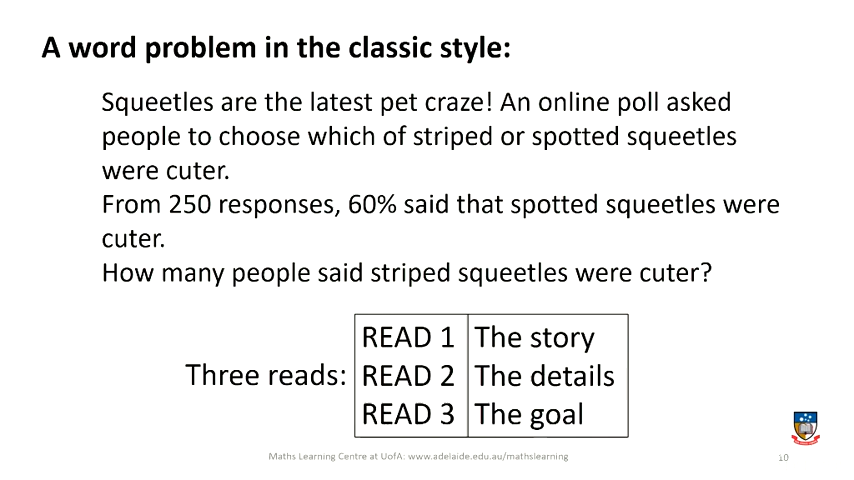 A word problem in the classic style:
Squeetles are the latest pet craze! An online poll asked
people to choose which of striped or spotted squeetles
were cuter.
From 250 responses, 60% said that spotted squeetles were
cuter.
How many people said striped squeetles were cuter?
Three reads:
READ 1 The story
READ 2 The details
READ 3 The goal
Maths Learning Centre at UofA: www.adelaide.edu.au/mathslearning
10